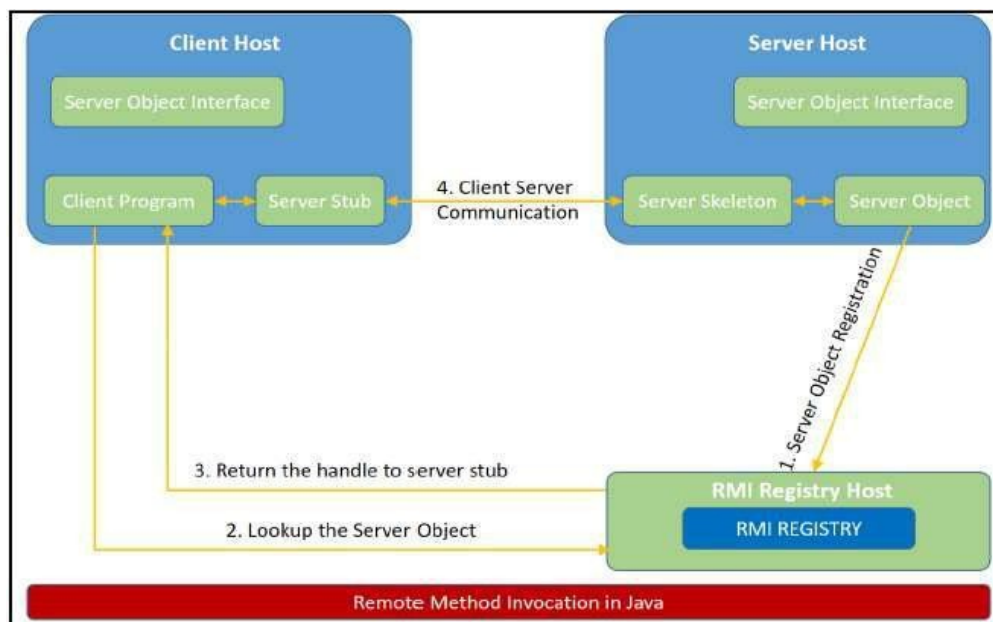 Client Host
Server Object Interface
Client Program
Server Stub
4. Client Server
Communication
Server Host
Server Object Interface
Server Skeleton
Server Object
1. Server Object Registration
3. Return the handle to server stub
2. Lookup the Server Object
RMI Registry Host
RMI REGISTRY
Remote Method Invocation in Java